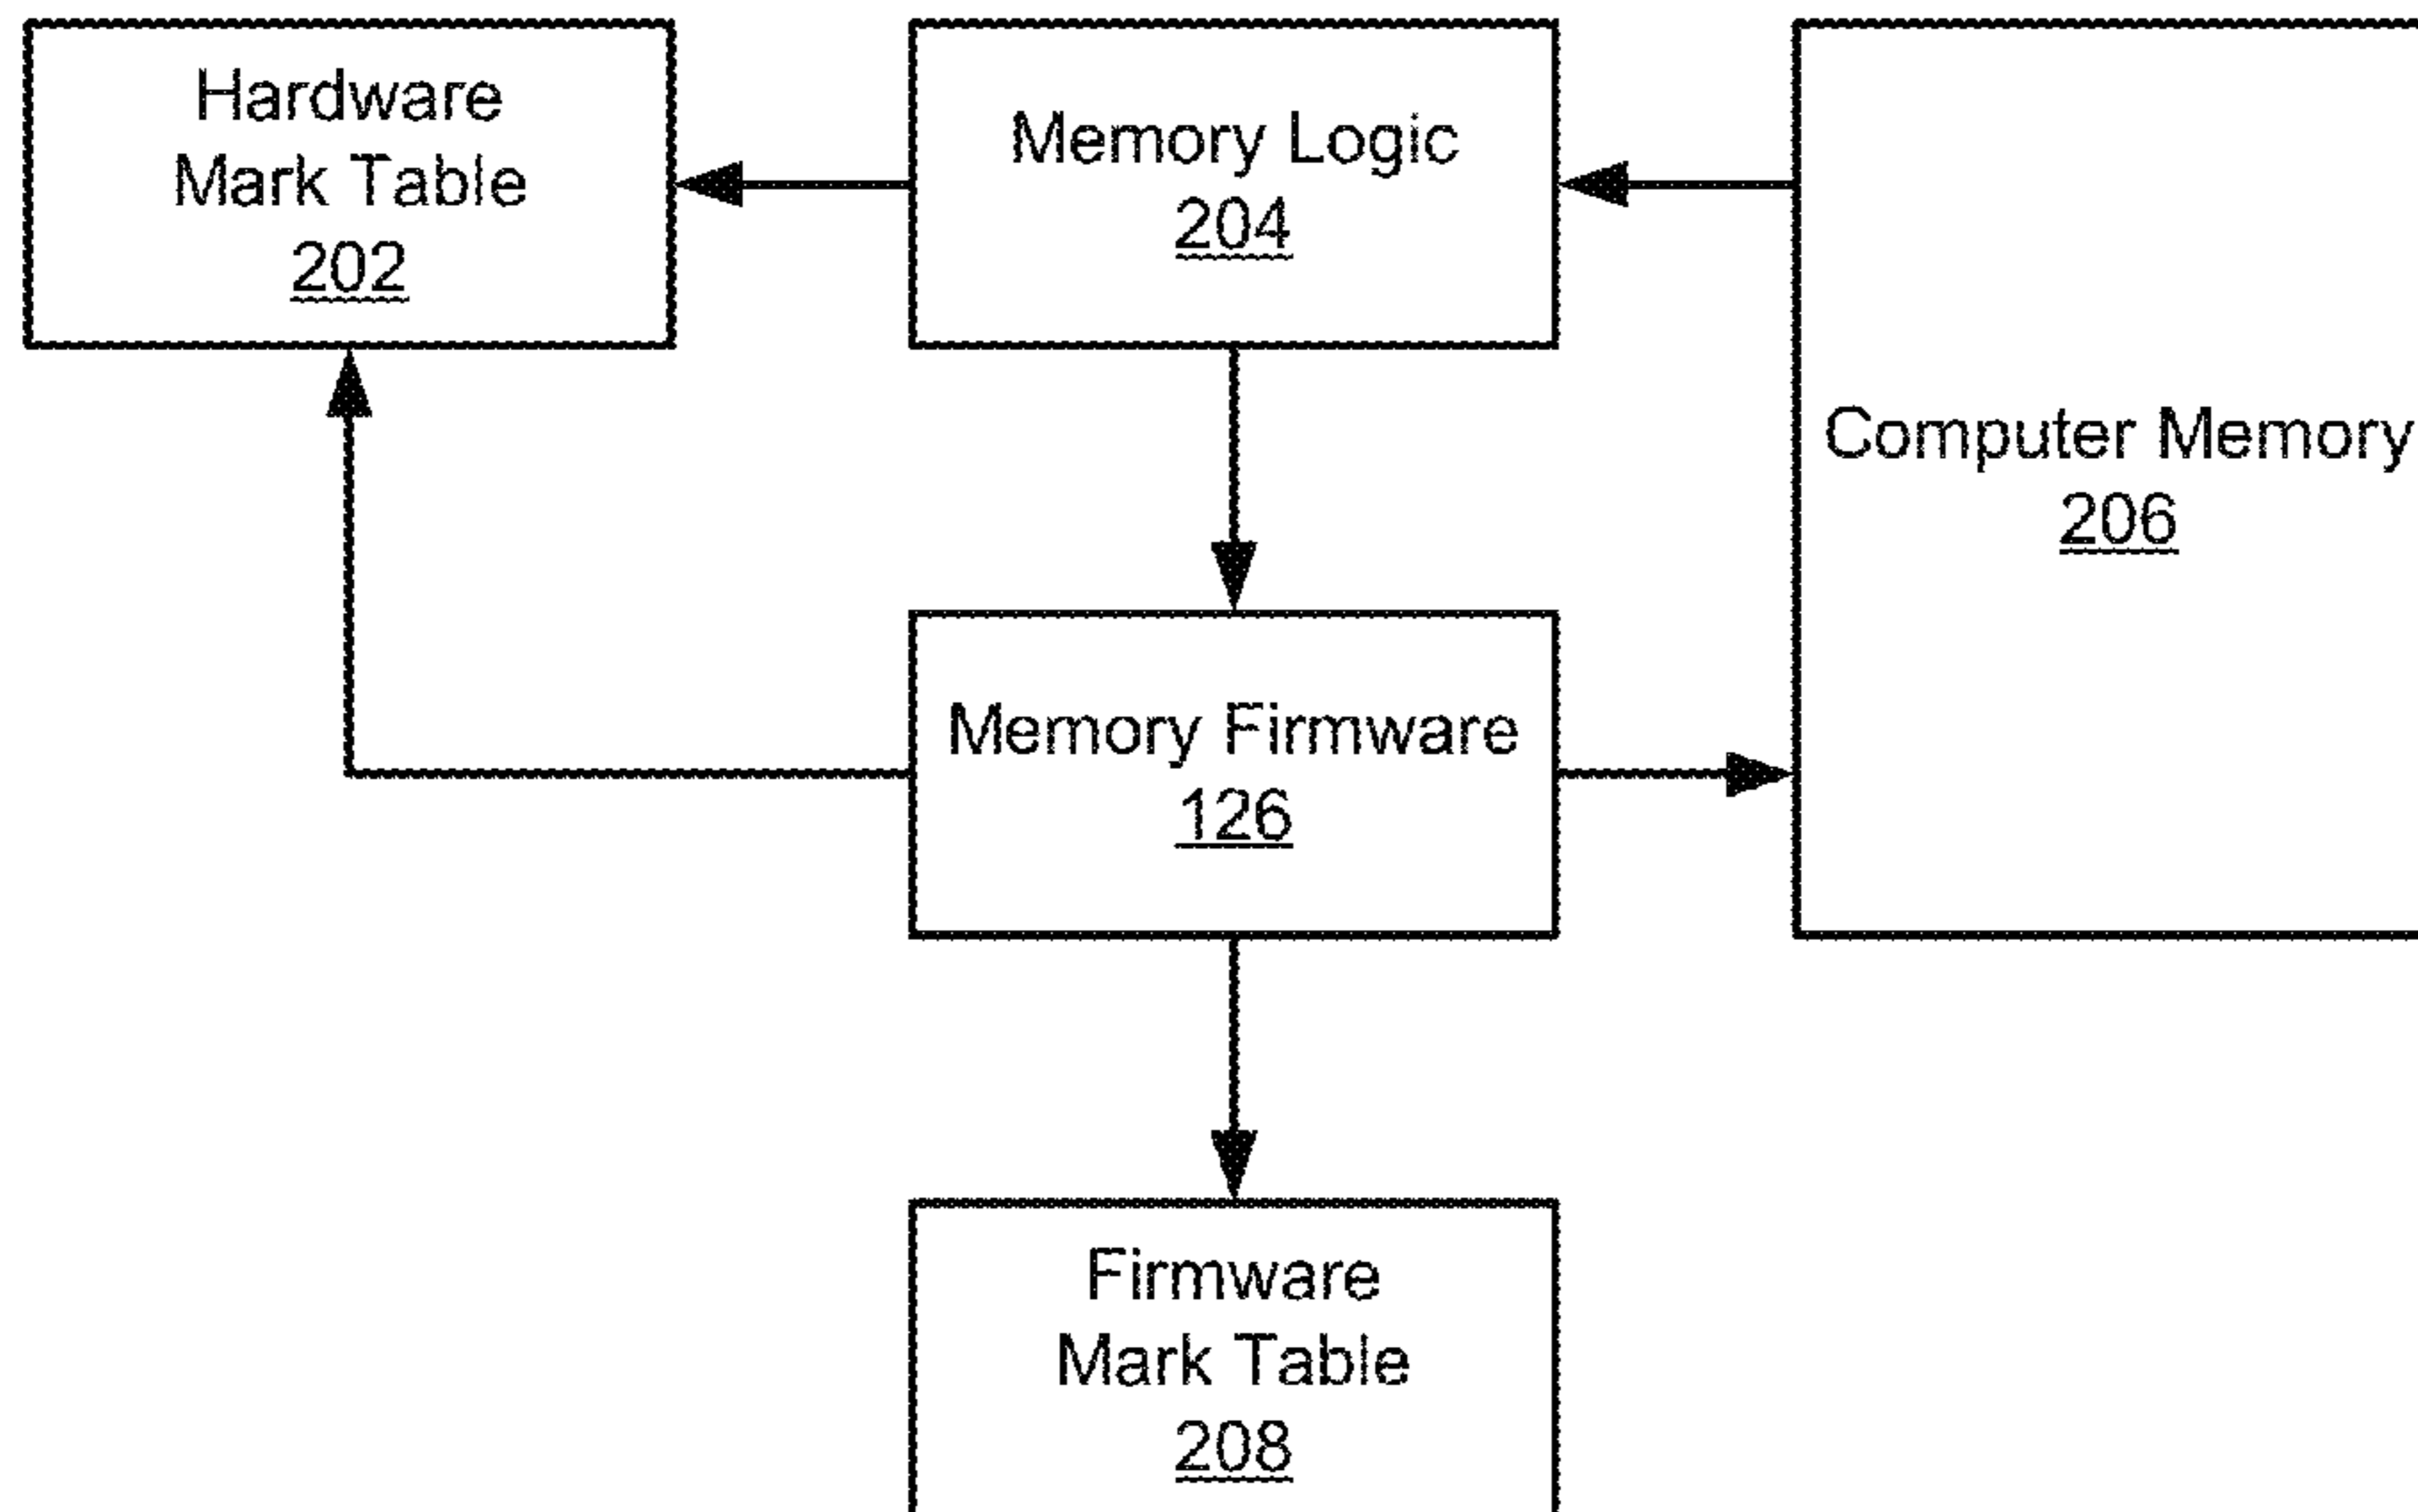 Hardware
Mark Table
202
Memory Logic
204
Computer Memory
206
Memory Firmware
126
Firmware
Mark Table
208